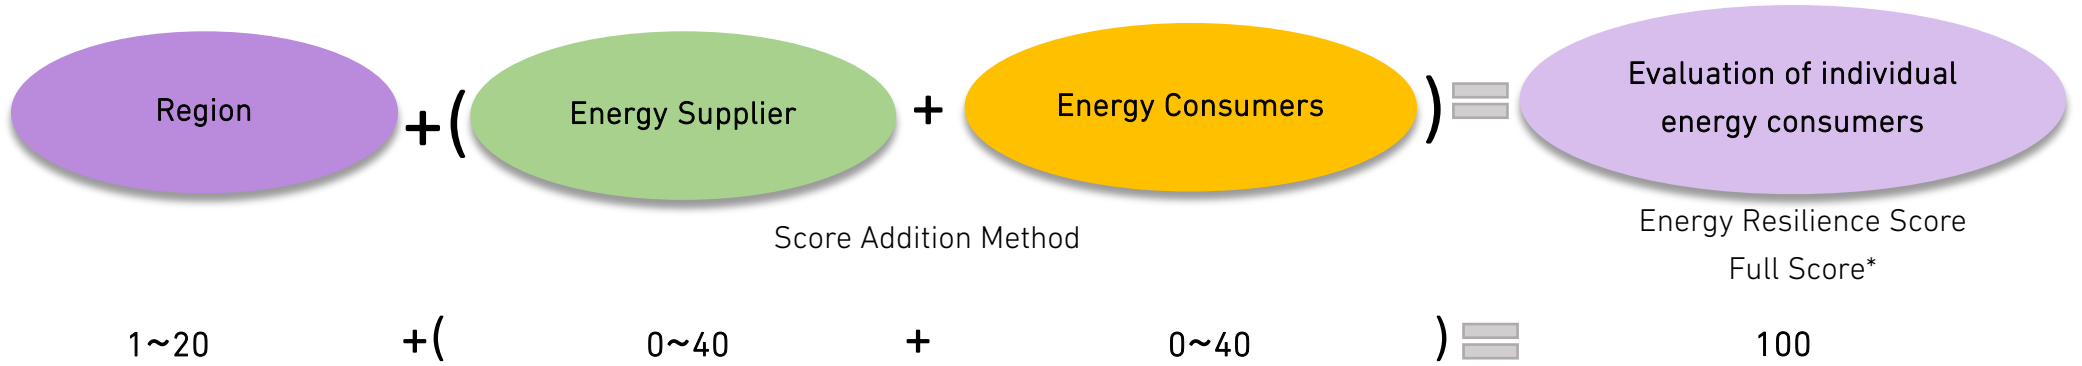 Region + ( Energy Supplier + Energy Consumers ) = Evaluation of individual
energy consumers
Score Addition Method
Energy Resilience Score
Full Score*
1~20 +( 0~40 + 0~40 ) = 100